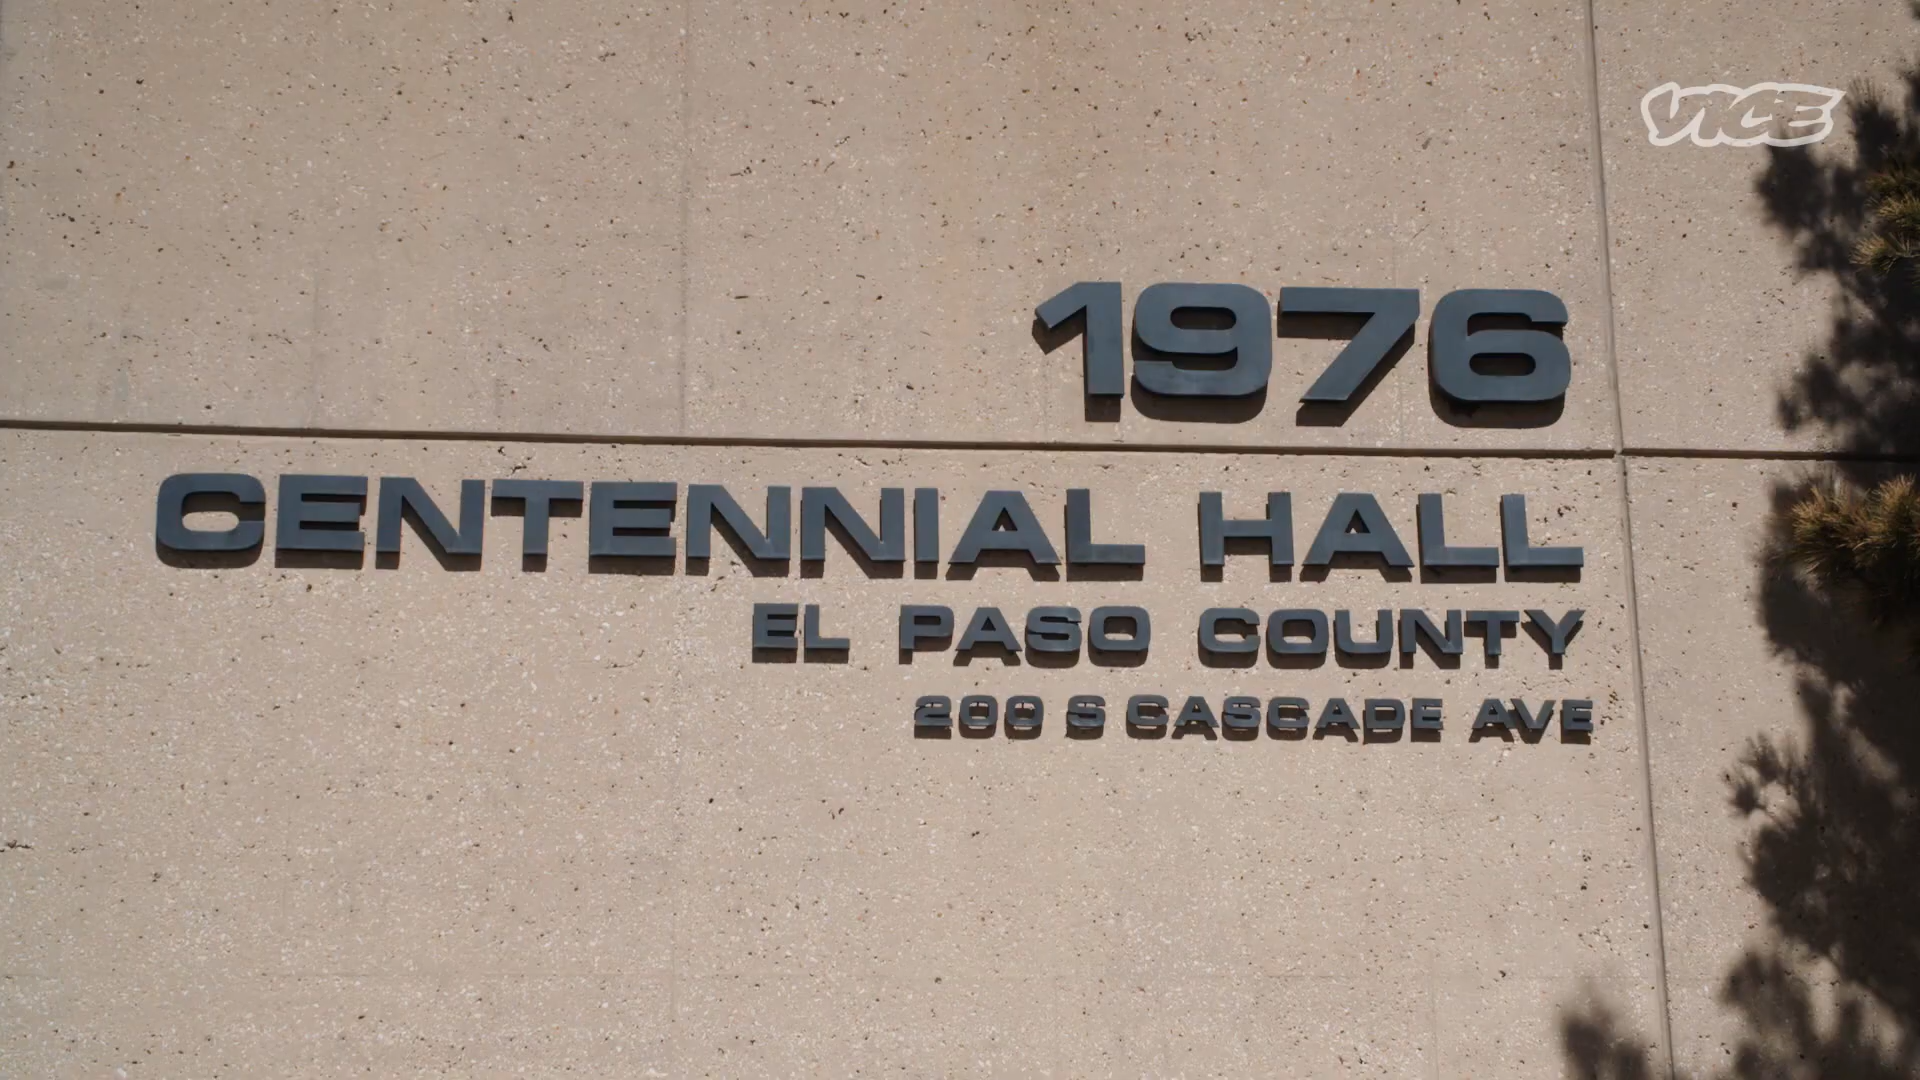 VICE
1976
CENTENNIAL HALL
EL PASO COUNTY
200 S CASCADE AVE